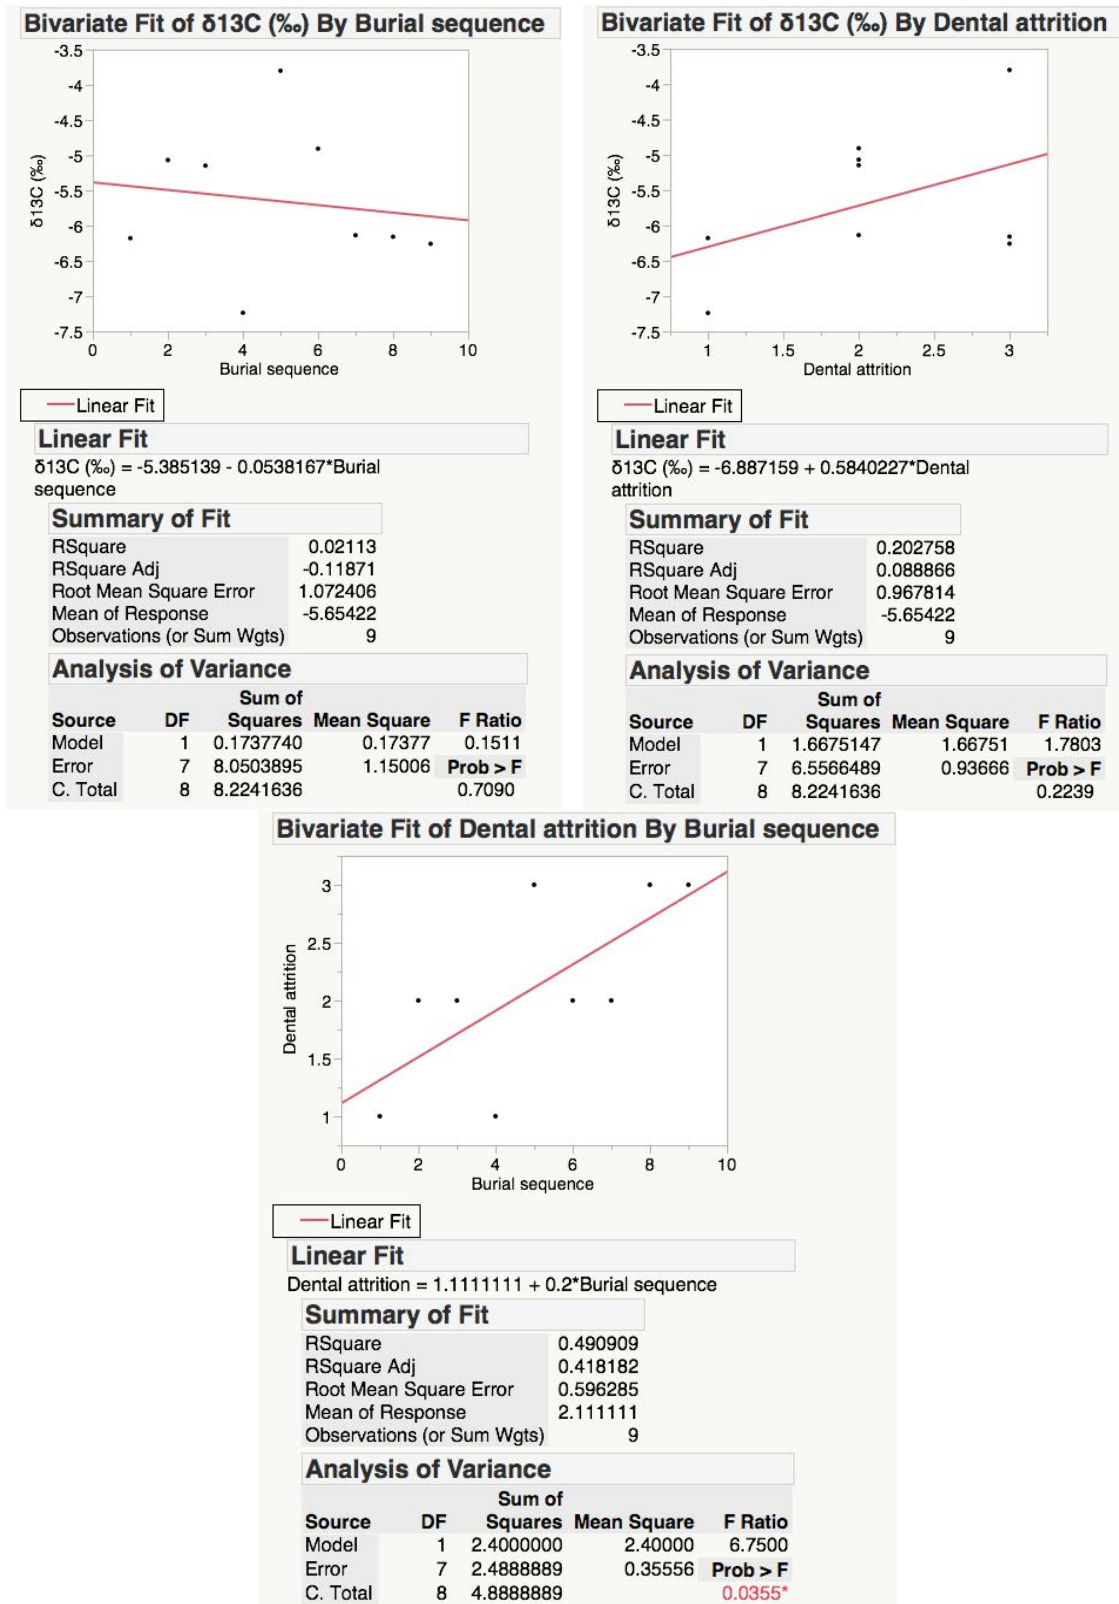 Bivariate Fit of δ13C (‰) By Burial sequence
-3.5
-4
-4.5
-5
-5.5
-6
-6.5
-7
-7.5
δ13C (‰)
0 2 4 6 8 10
Burial sequence
Linear Fit
Linear Fit
δ13C (‰) = -5.385139 - 0.0538167*Burial
sequence
Summary of Fit
RSquare 0.02113
RSquare Adj -0.11871
Root Mean Square Error 1.072406
Mean of Response -5.65422
Observations (or Sum Wgts) 9
Analysis of Variance
Sum of
Source DF Squares Mean Square F Ratio
Model 1 0.1737740 0.17377 0.1511
Error 7 8.0503895 1.15006 Prob > F
C. Total 8 8.2241636 0.7090
Bivariate Fit of δ13C (‰) By Dental attrition
-3.5
-4
-4.5
-5
-5.5
-6
-6.5
-7
-7.5
δ13C (‰)
1 1.5 2 2.5 3
Dental attrition
Linear Fit
Linear Fit
δ13C (‰) = -6.887159 + 0.5840227*Dental
attrition
Summary of Fit
RSquare 0.202758
RSquare Adj 0.088866
Root Mean Square Error 0.967814
Mean of Response -5.65422
Observations (or Sum Wgts) 9
Analysis of Variance
Sum of
Source DF Squares Mean Square F Ratio
Model 1 1.6675147 1.66751 1.7803
Error 7 6.5566489 0.93666 Prob > F
C. Total 8 8.2241636 0.2239
Bivariate Fit of Dental attrition By Burial sequence
3
2.5
2
1.5
1
Dental attrition
0 2 4 6 8 10
Burial sequence
Linear Fit
Linear Fit
Dental attrition = 1.1111111 + 0.2*Burial sequence
Summary of Fit
RSquare 0.490909
RSquare Adj 0.418182
Root Mean Square Error 0.596285
Mean of Response 2.111111
Observations (or Sum Wgts) 9
Analysis of Variance
Sum of
Source DF Squares Mean Square F Ratio
Model 1 2.4000000 2.40000 6.7500
Error 7 2.4888889 0.35556 Prob > F
C. Total 8 4.8888889 0.0355*